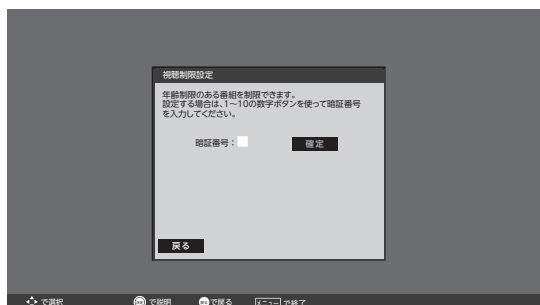 視聴制限設定
年齢制限のある番組を制限できます。
設定する場合は、1〜10の数字ボタンを使って暗証番号
を入力してください。
暗証番号：
確定
戻る
で選択
で説明
で戻る
メニュー で終了